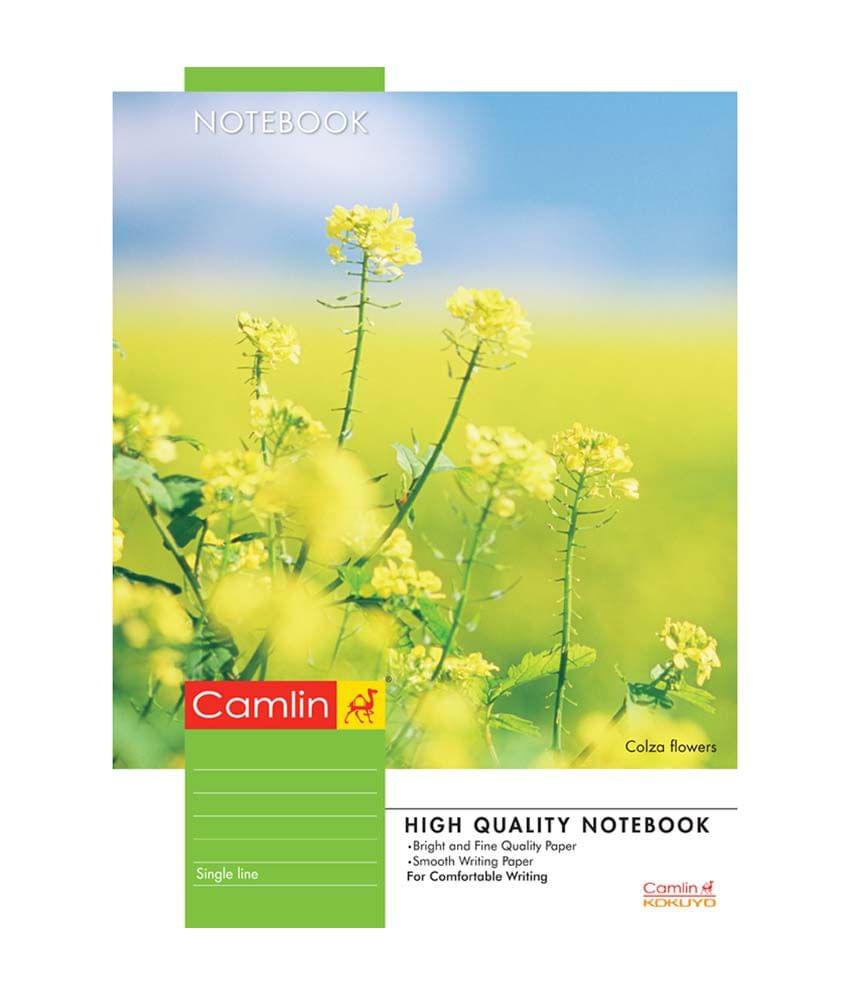 NOTEBOOK
Camlin
®
Colza flowers
Single line
HIGH QUALITY NOTEBOOK
•Bright and Fine Quality Paper
•Smooth Writing Paper
For Comfortable Writing
Camlin
KOKUYO